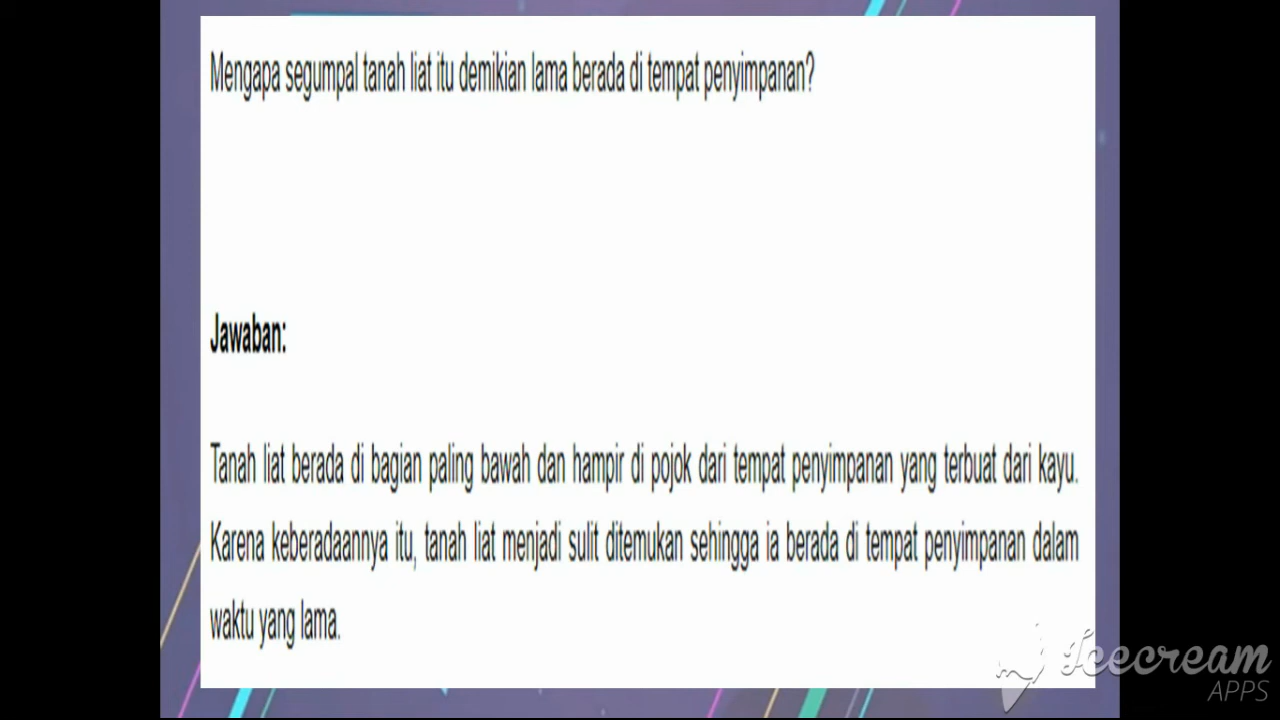 Mengapa segumpal tanah liat itu demikian lama berada di tempat penyimpanan?
Jawaban:
Tanah liat berada di bagian paling bawah dan hampir di pojok dari tempat penyimpanan yang terbuat dari kayu.
Karena keberadaannya itu, tanah liat menjadi sulit ditemukan sehingga ia berada di tempat penyimpanan dalam
waktu yang lama.
Icecream
APPS